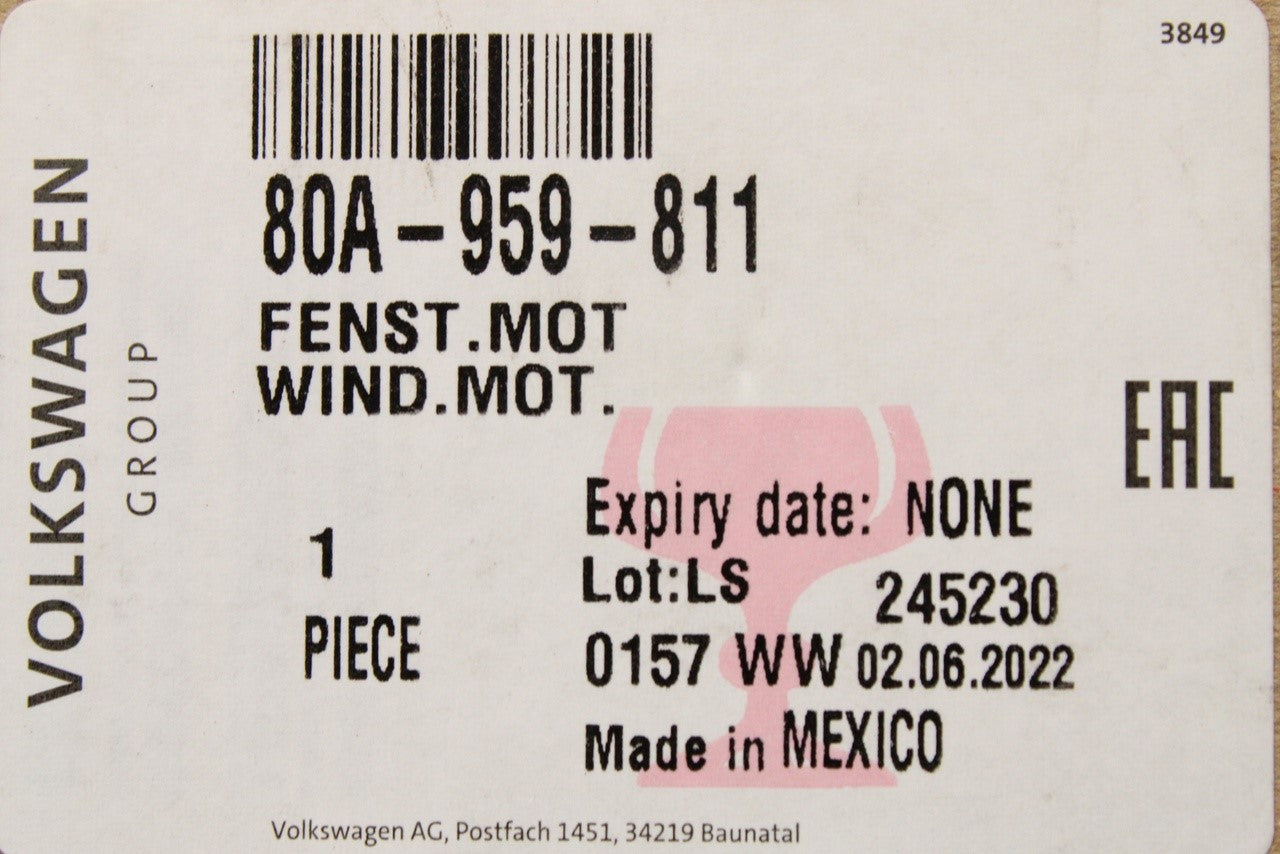 3849
VOLKSWAGEN
GROUP
80A-959-811
FENST.MOT
WIND.MOT.
EAC
1
PIECE
Expiry date: NONE
Lot:LS 245230
0157 WW 02.06.2022
Made in MEXICO
Volkswagen AG, Postfach 1451, 34219 Baunatal